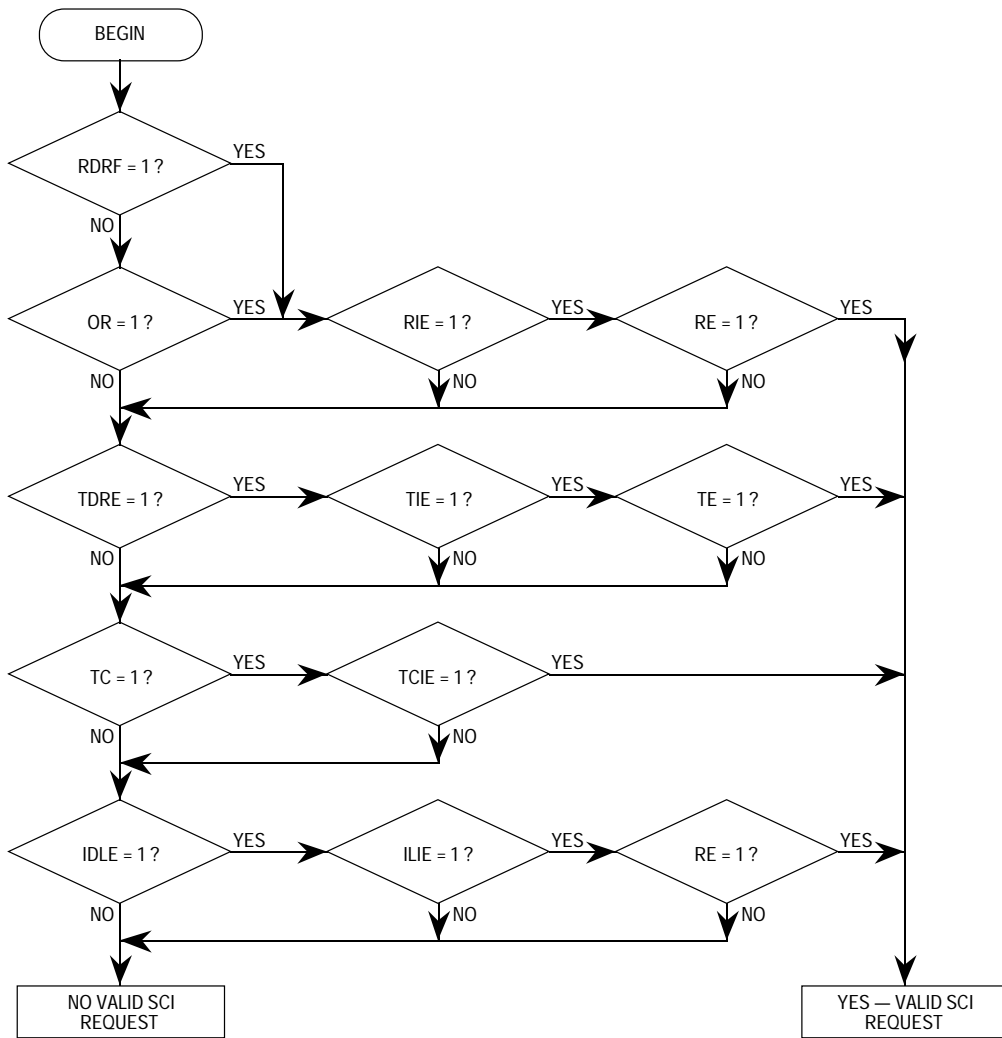 BEGIN
RDRF = 1 ?
YES
NO
OR = 1 ?
YES
RIE = 1 ?
YES
RE = 1 ?
YES
NO
NO
NO
TDRE = 1 ?
YES
TIE = 1 ?
YES
TE = 1 ?
YES
NO
NO
NO
TC = 1 ?
YES
TCIE = 1 ?
YES
NO
NO
IDLE = 1 ?
YES
ILIE = 1 ?
YES
RE = 1 ?
YES
NO
NO
NO
NO VALID SCI
REQUEST
YES — VALID SCI
REQUEST